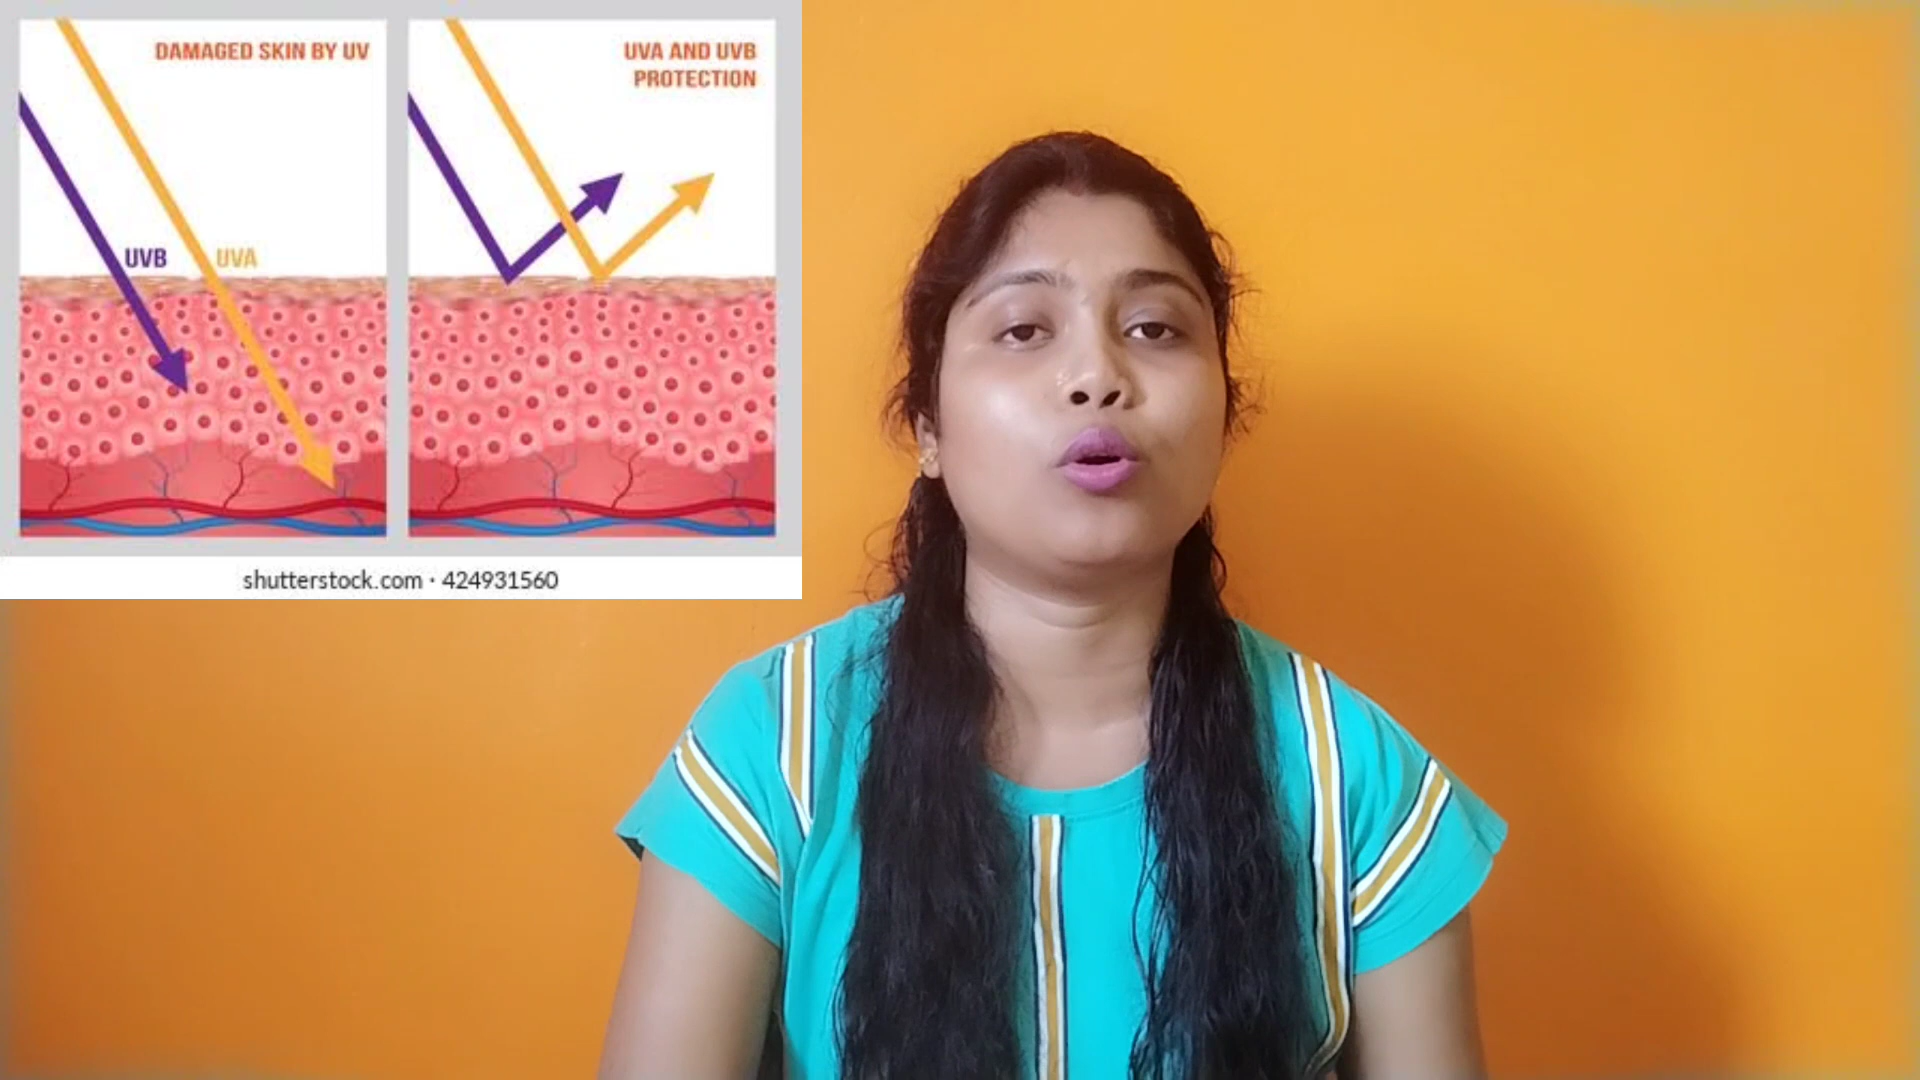 DAMAGED SKIN BY UV
UVB
UVA
UVA AND UVB
PROTECTION
shutterstock.com · 424931560